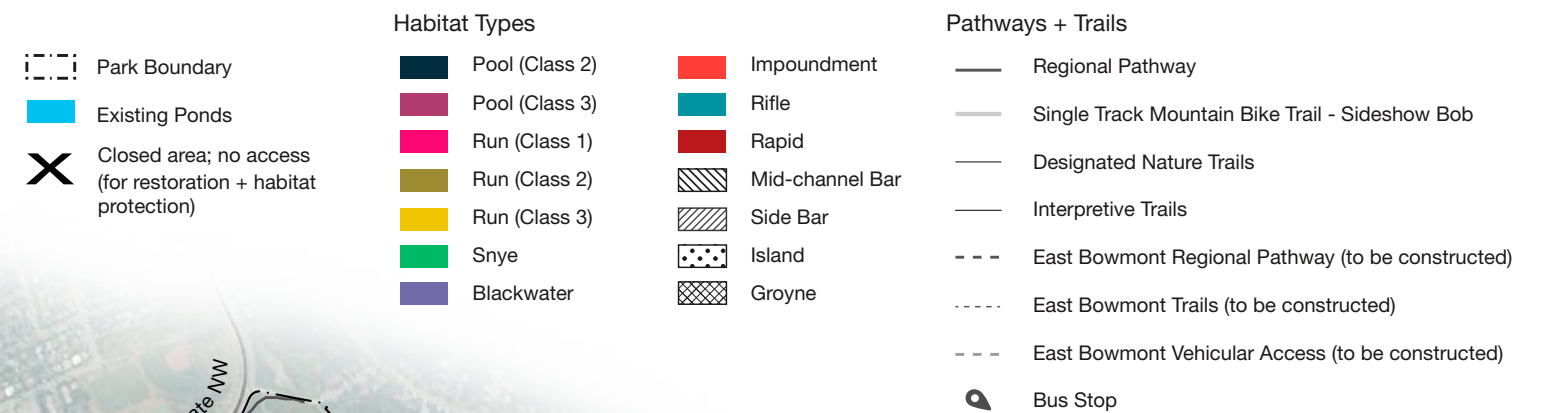 Habitat Types
Pathways + Trails
Park Boundary
Existing Ponds
Closed area; no access
(for restoration + habitat
protection)
Pool (Class 2)
Pool (Class 3)
Run (Class 1)
Run (Class 2)
Run (Class 3)
Snye
Blackwater
Impoundment
Rifle
Rapid
Mid-channel Bar
Side Bar
Island
Groyne
Regional Pathway
Single Track Mountain Bike Trail - Sideshow Bob
Designated Nature Trails
Interpretive Trails
East Bowmont Regional Pathway (to be constructed)
East Bowmont Trails (to be constructed)
East Bowmont Vehicular Access (to be constructed)
Bus Stop
NW